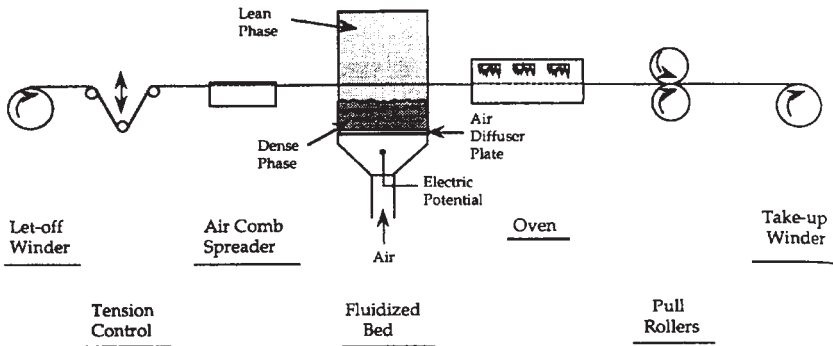 Lean
Phase
Dense
Phase
Air
Diffuser
Plate
Electric
Potential
Air
Let-off
Winder
Air Comb
Spreader
Oven
Take-up
Winder
Tension
Control
Fluidized
Bed
Pull
Rollers